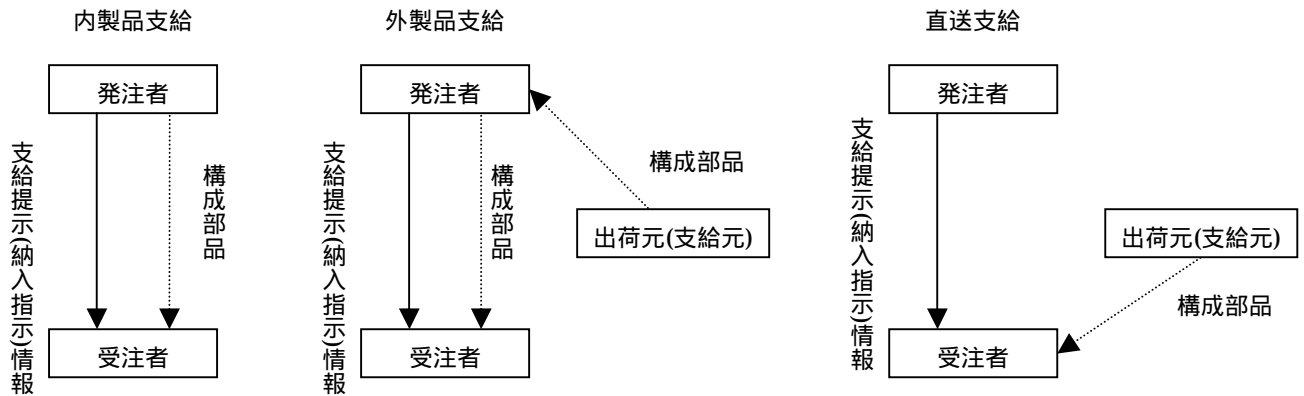 内製品支給
発注者
支給提示(納入指示)情報
構成部品
受注者
外製品支給
発注者
支給提示(納入指示)情報
構成部品
構成部品
出荷元(支給元)
受注者
直送支給
発注者
支給提示(納入指示)情報
出荷元(支給元)
構成部品
受注者